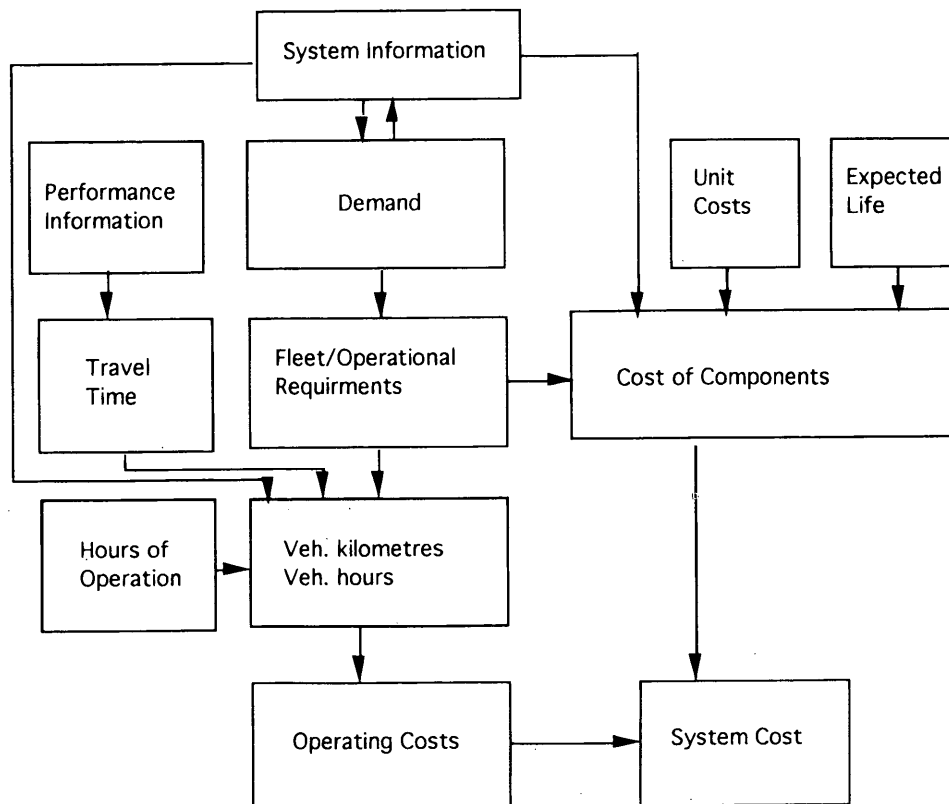 System Information
Performance
Information
Demand
Unit
Costs
Expected
Life
Travel
Time
Fleet/Operational
Requirments
Cost of Components
Hours of
Operation
Veh. kilometres
Veh. hours
Operating Costs
System Cost